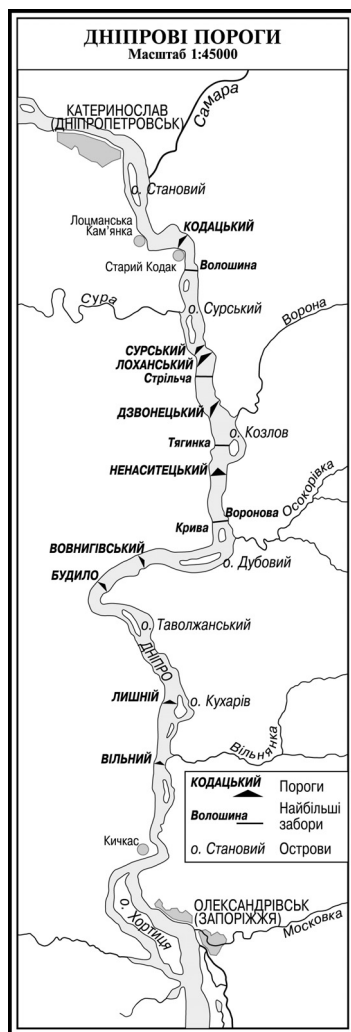 ДНІПРОВІ ПОРОГИ
Масштаб 1:45000
КАТЕРИНОСЛАВ
(ДНІПРОПЕТРОВСЬК)
Самара
о. Становий
Лоцманська
Кам'янка
КОДАЦЬКИЙ
Старий Кодак
Волошина
Сура
о. Сурський
Ворона
СУРСЬКИЙ
ЛОХАНСЬКИЙ
Стрільча
ДЗВОНЕЦЬКИЙ
о. Козлов
Тягинка
НЕНАСИТЕЦЬКИЙ
Осокорівка
Воронова
Крива
ВОВНИГІВСЬКИЙ
о. Дубовий
БУДИЛО
о. Таволжанський
ДНІПРО
ЛИШНІЙ
о. Кухарів
Вільнянка
ВІЛЬНИЙ
КОДАЦЬКИЙ Пороги
Волошина Найбільші
забори
о. Становий Острови
Кичкас
о. Хортиця
ОЛЕКСАНДРІВСЬК
(ЗАПОРІЖЖЯ)
Московка